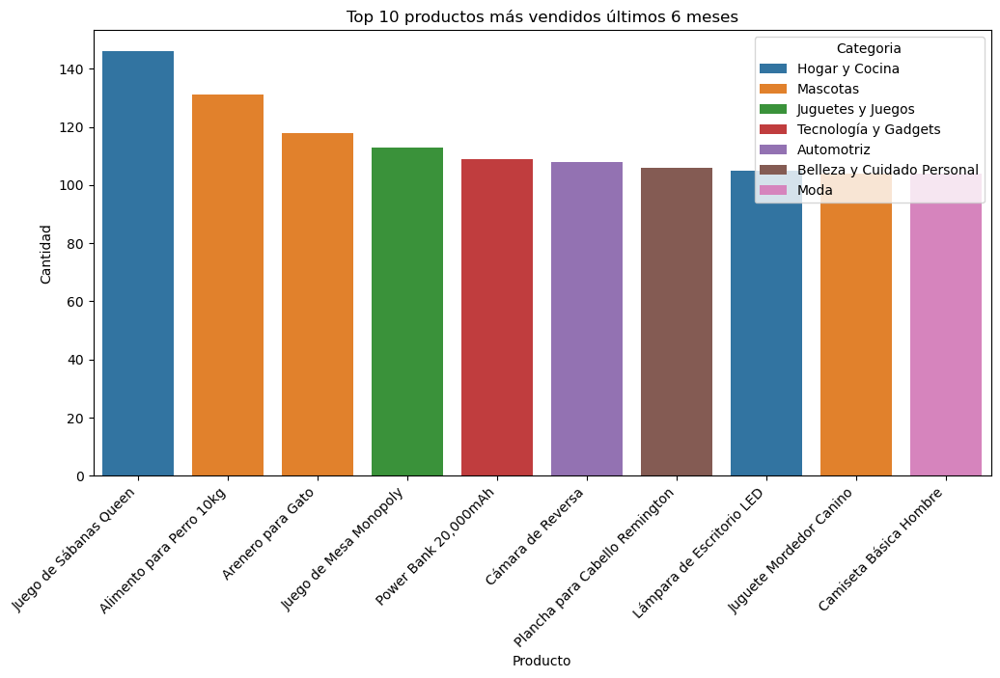 Top 10 productos más vendidos últimos 6 meses
Categoria
Hogar y Cocina
Mascotas
Juguetes y Juegos
Tecnología y Gadgets
Automotriz
Belleza y Cuidado Personal
Moda
Cantidad
140
120
100
80
60
40
20
0
Juego de Sábanas Queen
Alimento para Perro 10kg
Arenero para Gato
Juego de Mesa Monopoly
Power Bank 20,000mAh
Cámara de Reversa
Plancha para Cabello Remington
Lámpara de Escritorio LED
Juguete Mordedor Canino
Camiseta Básica Hombre
Producto